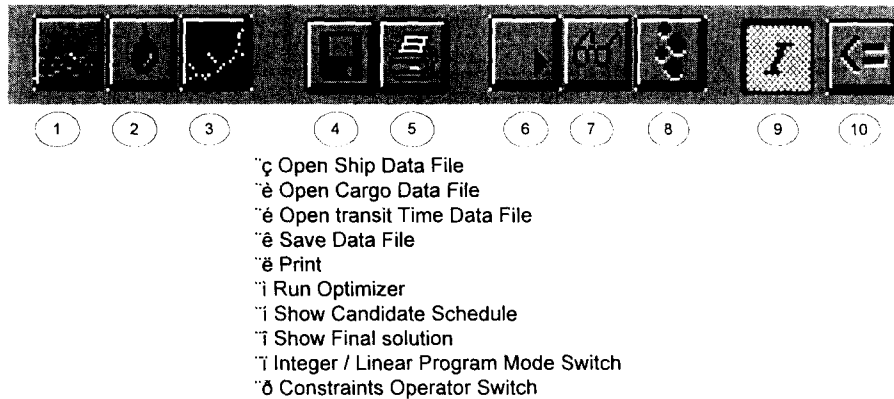 I <=
1 2 3 4 5 6 7 8 9 10
¨ç Open Ship Data File
¨è Open Cargo Data File
¨é Open transit Time Data File
¨ê Save Data File
¨ë Print
¨ì Run Optimizer
¨í Show Candidate Schedule
¨î Show Final solution
¨ï Integer / Linear Program Mode Switch
¨ð Constraints Operator Switch